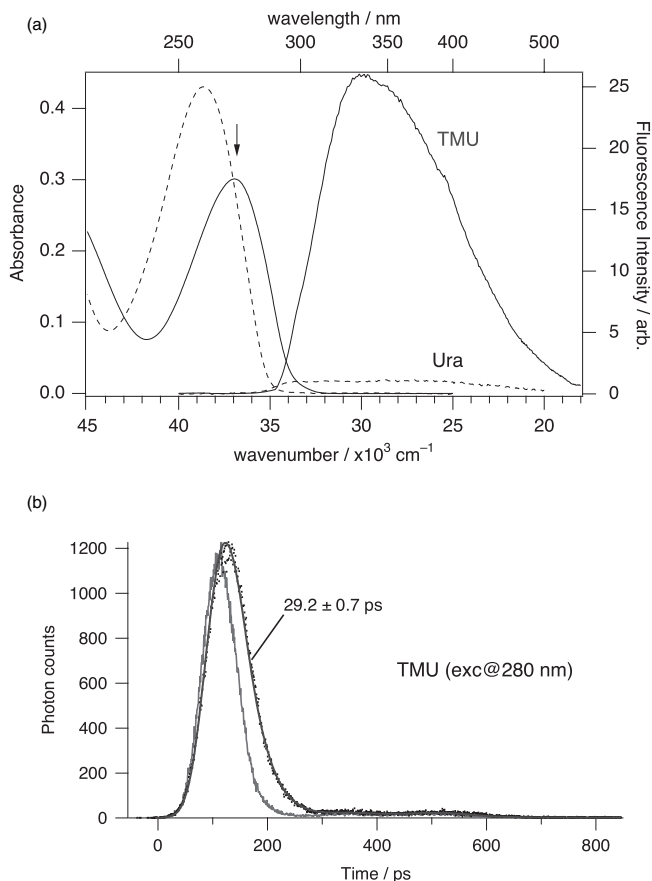 (a)
wavelength / nm
250 300 350 400 500
0.4
0.3
0.2
0.1
0.0
Absorbance
TMU
Ura
25
20
15
10
5
0
Fluorescence Intensity / arb.
45 40 35 30 25 20
wavenumber / x10³ cm⁻¹
(b)
1200
1000
800
600
400
200
0
Photon counts
29.2 ± 0.7 ps
TMU (exc@280 nm)
0 200 400 600 800
Time / ps